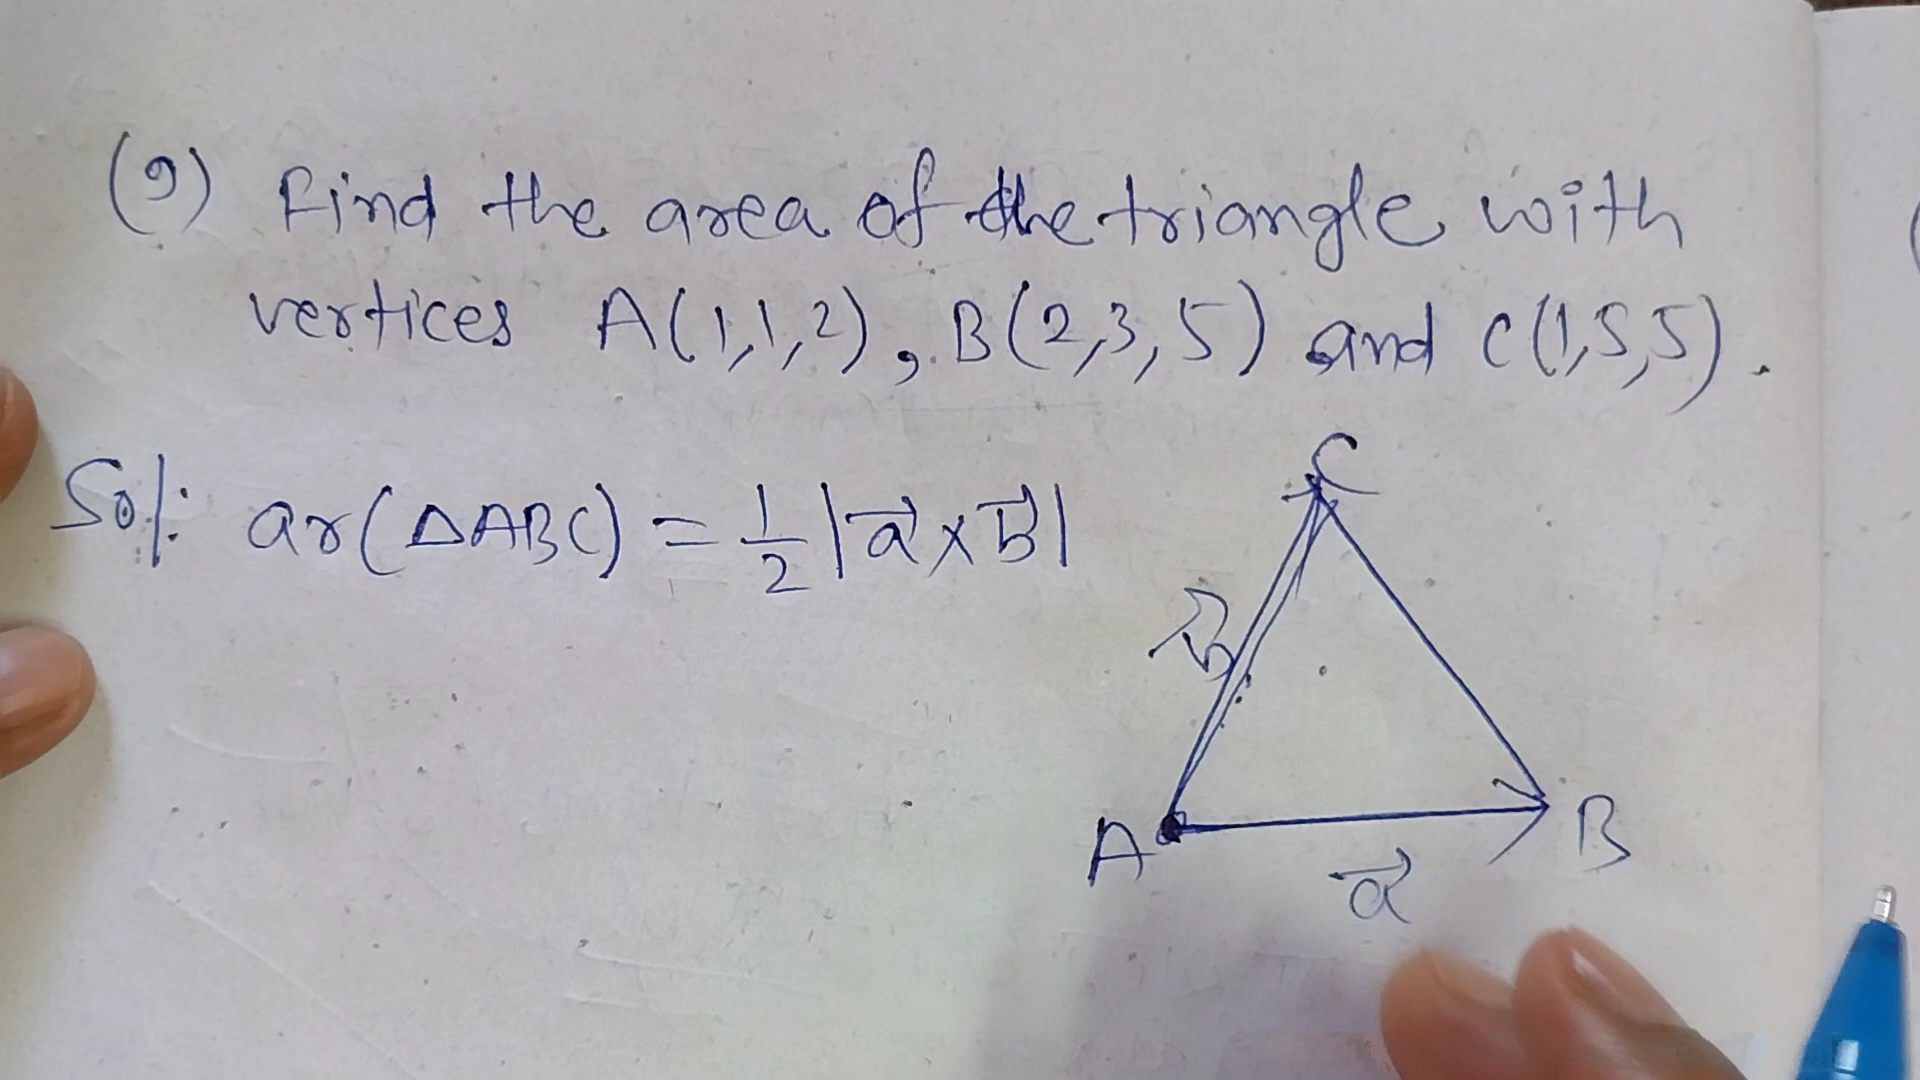 (9) Find the area of the triangle with
vertices A(1,1,2), B(2,3,5) and C(1,5,5).
Sol: ar(△ABC) = 1/2 |a⃗ × b⃗|
C
b⃗
A
B
a⃗